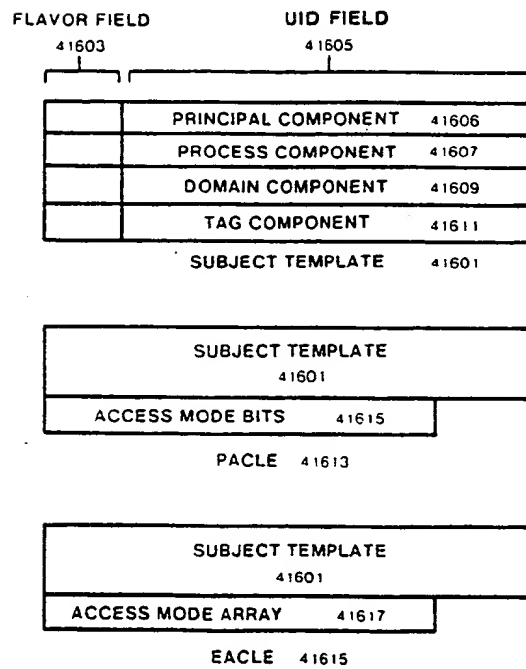 FLAVOR FIELD UID FIELD
41603 41605
PRINCIPAL COMPONENT 41606
PROCESS COMPONENT 41607
DOMAIN COMPONENT 41609
TAG COMPONENT 41611
SUBJECT TEMPLATE 41601
SUBJECT TEMPLATE
41601
ACCESS MODE BITS 41615
PACLE 41613
SUBJECT TEMPLATE
41601
ACCESS MODE ARRAY 41617
EACLE 41615